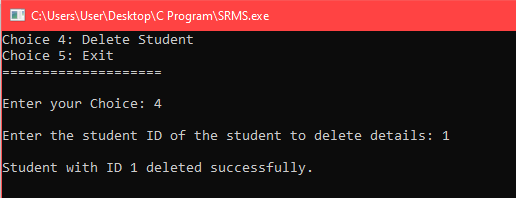 C:\Users\User\Desktop\C Program\SRMS.exe
Choice 4: Delete Student
Choice 5: Exit
====================
Enter your Choice: 4
Enter the student ID of the student to delete details: 1
Student with ID 1 deleted successfully.